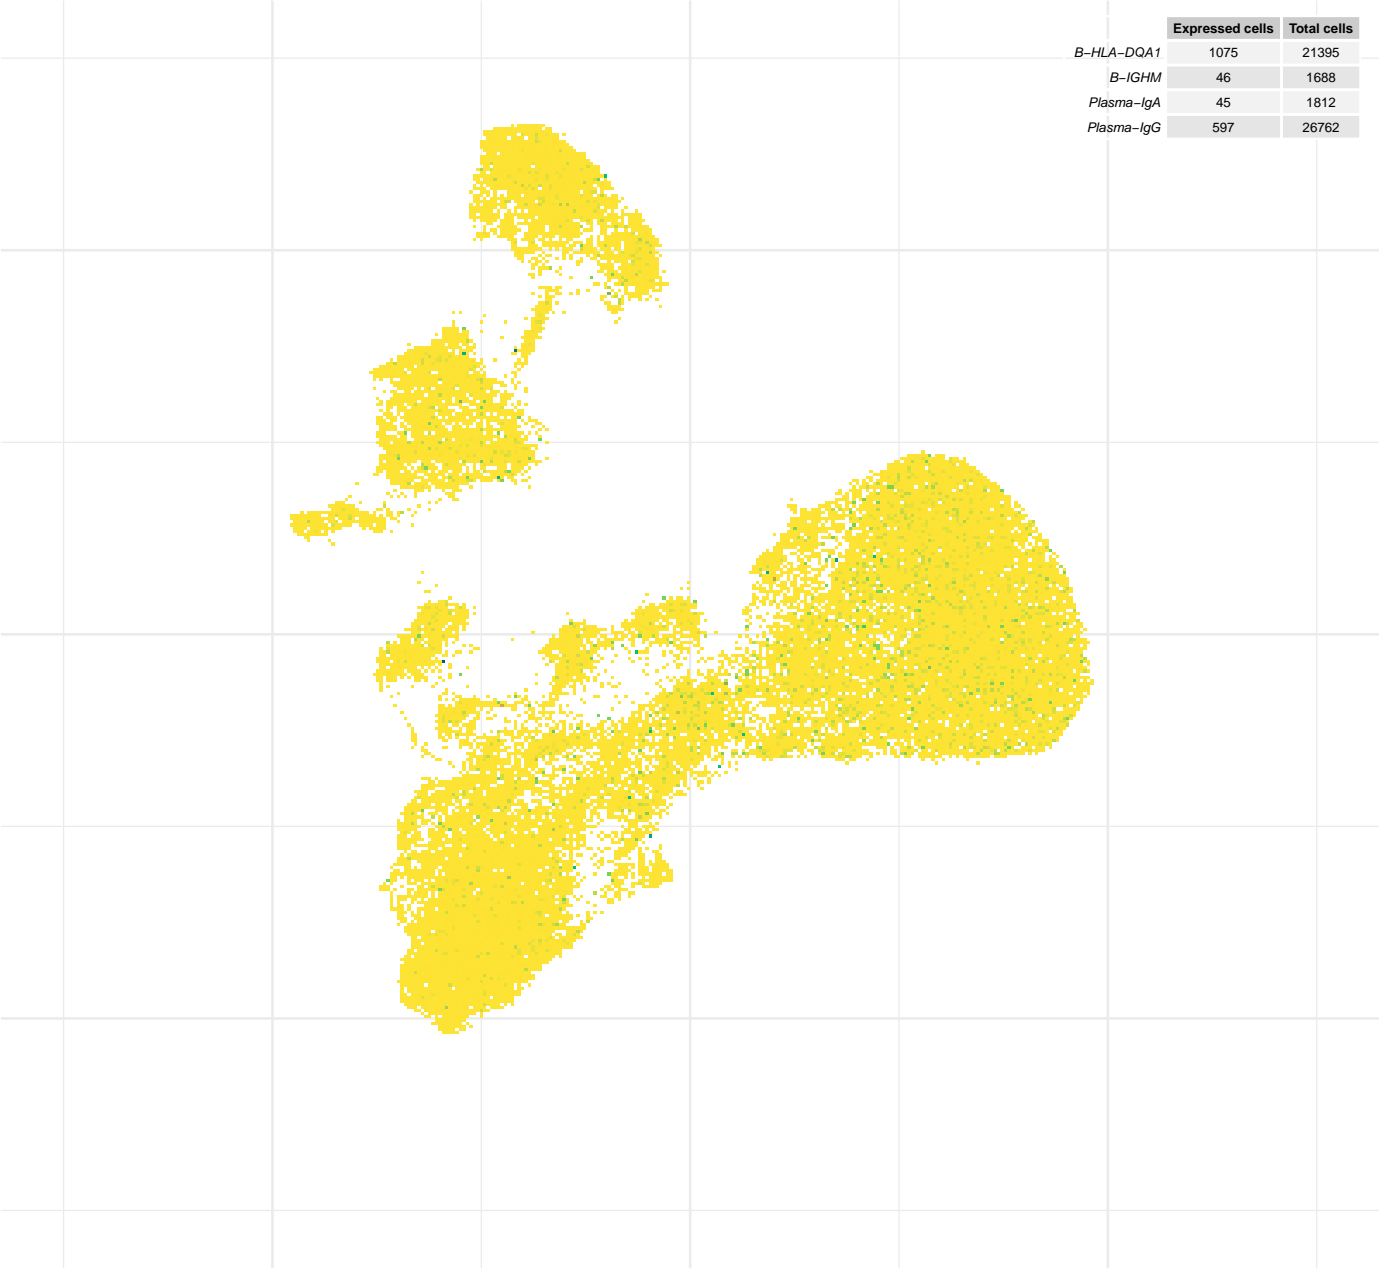 Expressed cells Total cells
B−HLA−DQA1 1075 21395
B−IGHM 46 1688
Plasma−IgA 45 1812
Plasma−IgG 597 26762